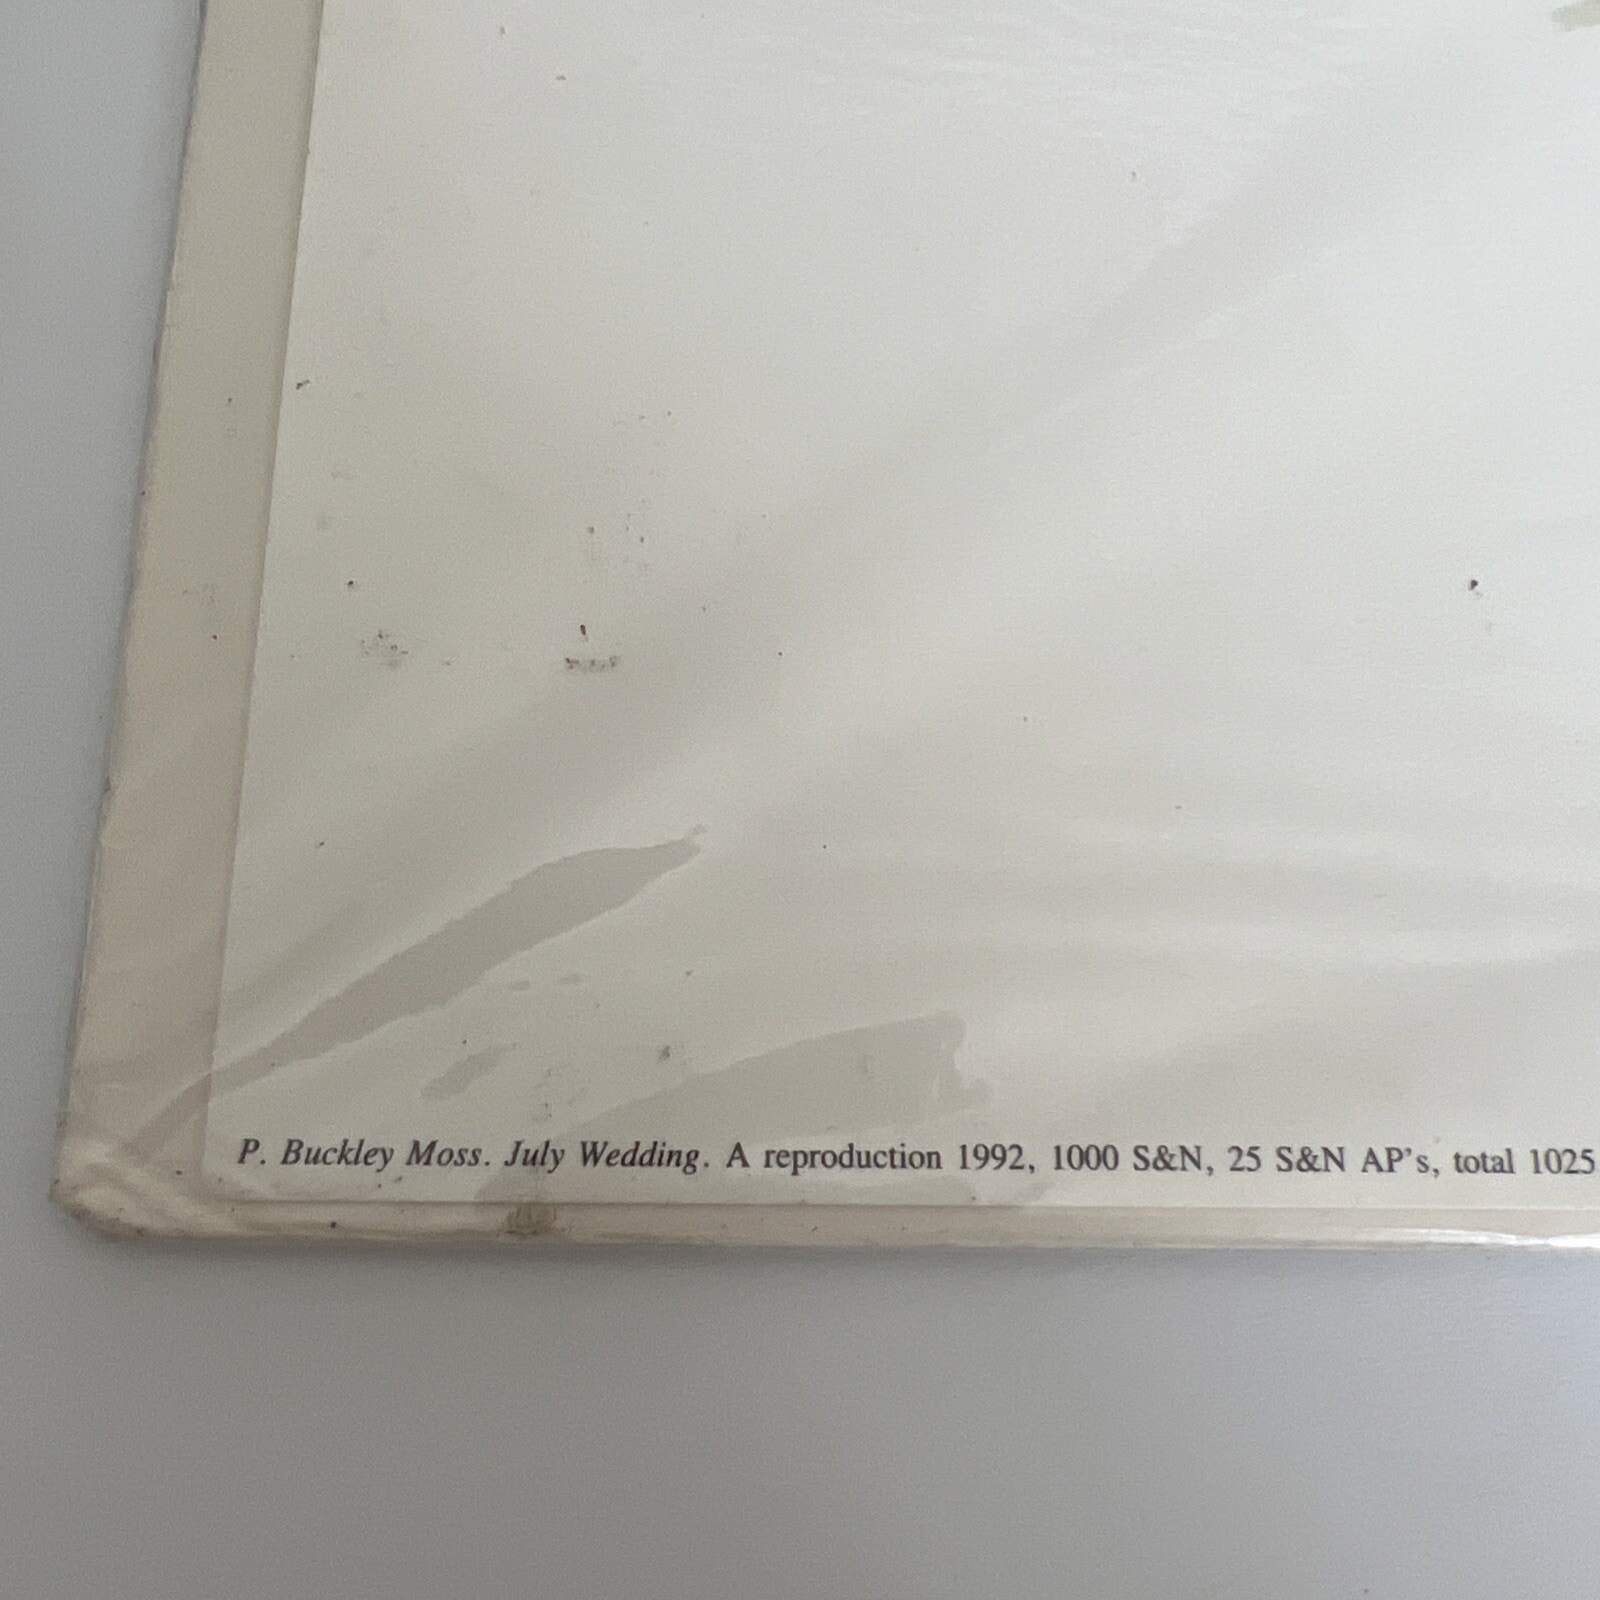 P. Buckley Moss. July Wedding. A reproduction 1992, 1000 S&N, 25 S&N AP's, total 1025